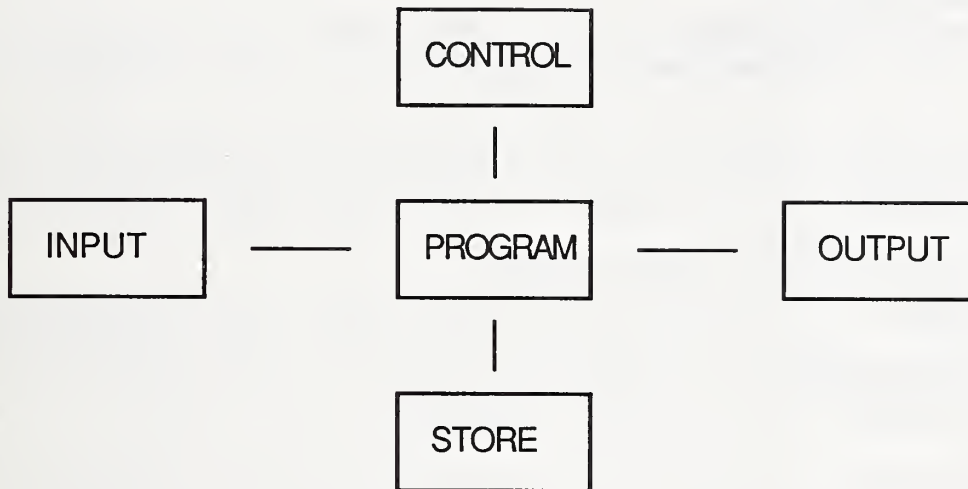 CONTROL
INPUT
PROGRAM
OUTPUT
STORE